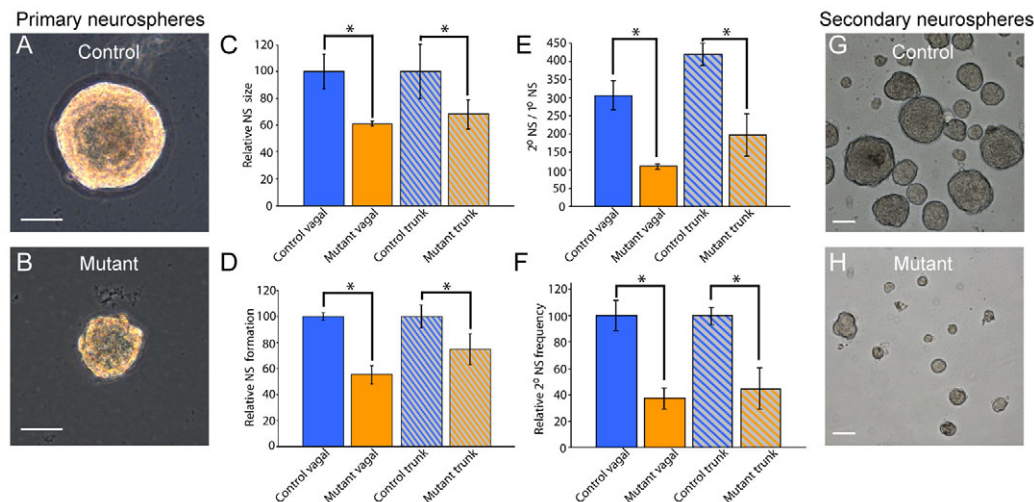 Primary neurospheres
Secondary neurospheres
A
Control
B
Mutant
C
Relative NS size
120
100
80
60
40
20
0
*
*
Control vagal
Mutant vagal
Control trunk
Mutant trunk
D
Relative NS formation
120
100
80
60
40
20
0
*
*
Control vagal
Mutant vagal
Control trunk
Mutant trunk
E
2º NS / 1º NS
450
400
350
300
250
200
150
100
50
0
*
*
Control vagal
Mutant vagal
Control trunk
Mutant trunk
F
Relative 2º NS frequency
120
100
80
60
40
20
0
*
*
Control vagal
Mutant vagal
Control trunk
Mutant trunk
G
Control
H
Mutant